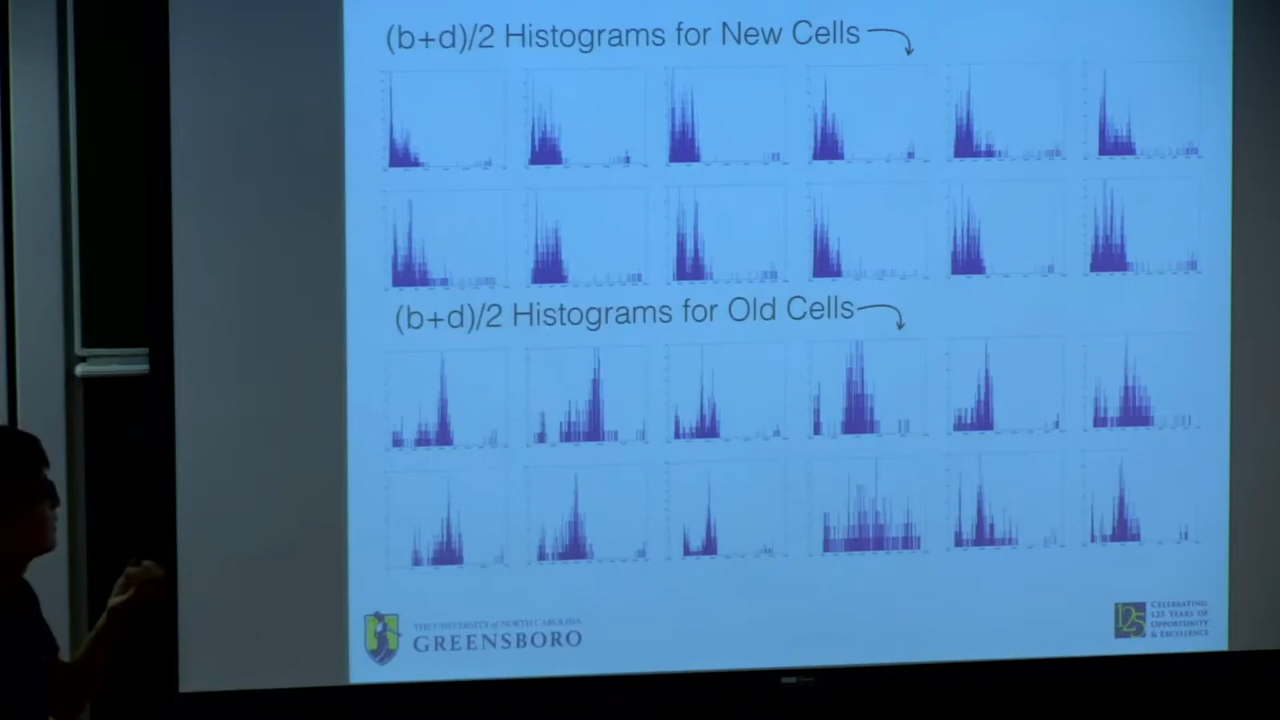 (b+d)/2 Histograms for New Cells
(b+d)/2 Histograms for Old Cells
THE UNIVERSITY of NORTH CAROLINA
GREENSBORO
125
CELEBRATING
125 YEARS OF
OPPORTUNITY
& EXCELLENCE